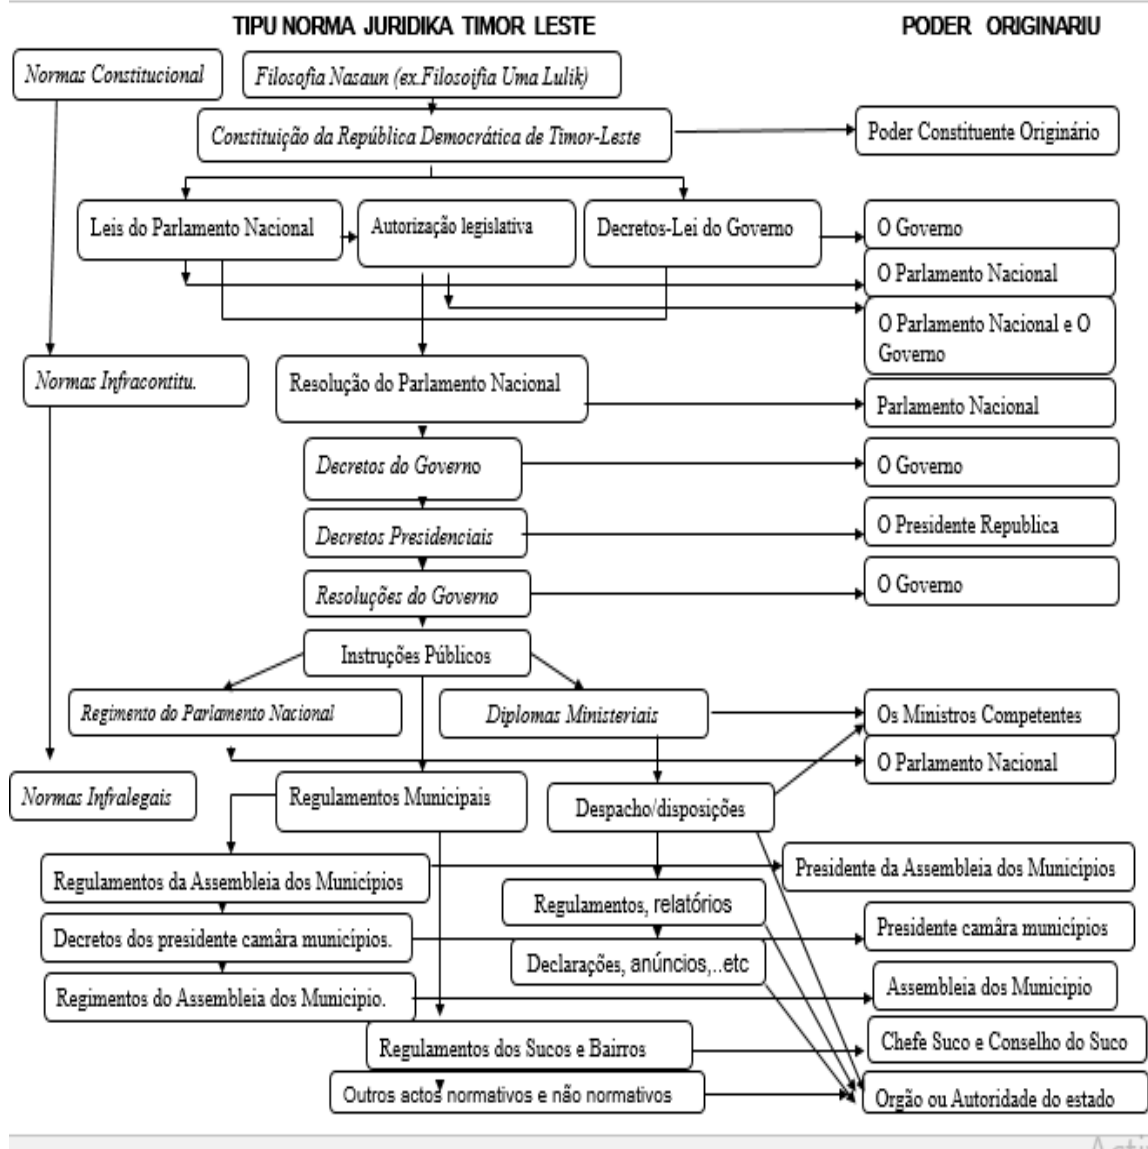 TIPU NORMA JURIDIKA TIMOR LESTE
PODER ORIGINARIU
Normas Constitucional
Filosofia Nasaun (ex.Filosoifia Uma Lulik)
Constituição da República Democrática de Timor-Leste
Poder Constituente Originário
Leis do Parlamento Nacional
Autorização legislativa
Decretos-Lei do Governo
O Governo
O Parlamento Nacional
O Parlamento Nacional e O
Governo
Normas Infracontitu.
Resolução do Parlamento Nacional
Parlamento Nacional
Decretos do Governo
O Governo
Decretos Presidenciais
O Presidente Republica
Resoluções do Governo
O Governo
Instruções Públicos
Regimento do Parlamento Nacional
Diplomas Ministeriais
Os Ministros Competentes
O Parlamento Nacional
Normas Infralegais
Regulamentos Municipais
Despacho/disposições
Regulamentos da Assembleia dos Municípios
Presidente da Assembleia dos Municípios
Regulamentos, relatórios
Decretos dos presidente camâra municípios.
Presidente camâra municípios
Declarações, anúncios,..etc
Regimentos do Assembleia dos Municipio.
Assembleia dos Municipio
Regulamentos dos Sucos e Bairros
Chefe Suco e Conselho do Suco
Outros actos normativos e não normativos
Orgão ou Autoridade do estado